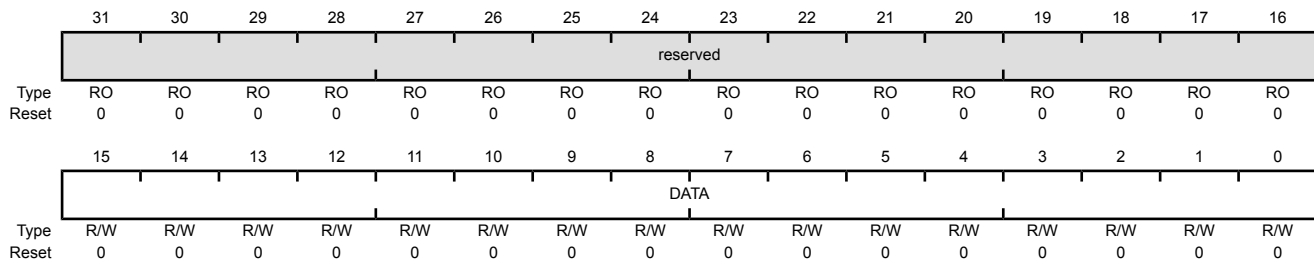 31 30 29 28 27 26 25 24 23 22 21 20 19 18 17 16
reserved
Type RO RO RO RO RO RO RO RO RO RO RO RO RO RO RO RO
Reset 0 0 0 0 0 0 0 0 0 0 0 0 0 0 0 0
15 14 13 12 11 10 9 8 7 6 5 4 3 2 1 0
DATA
Type R/W R/W R/W R/W R/W R/W R/W R/W R/W R/W R/W R/W R/W R/W R/W R/W
Reset 0 0 0 0 0 0 0 0 0 0 0 0 0 0 0 0